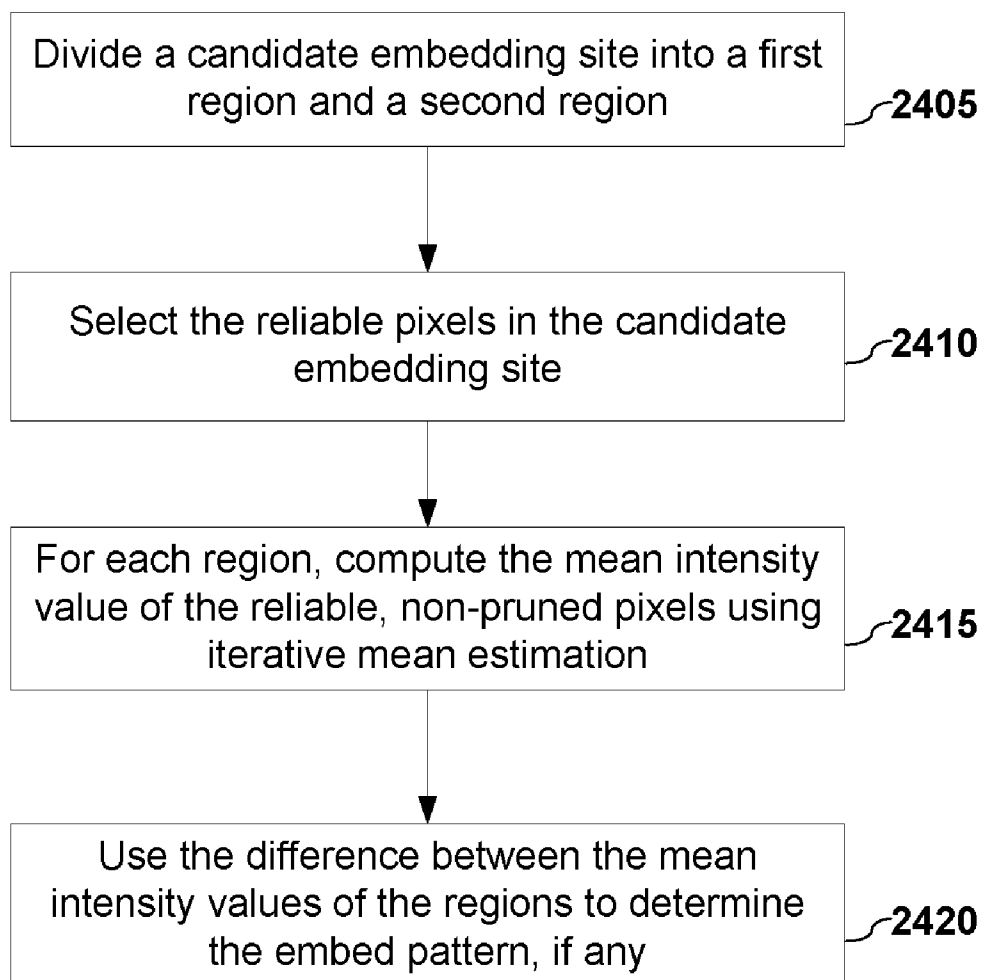 Divide a candidate embedding site into a first
region and a second region
2405
Select the reliable pixels in the candidate
embedding site
2410
For each region, compute the mean intensity
value of the reliable, non-pruned pixels using
iterative mean estimation
2415
Use the difference between the mean
intensity values of the regions to determine
the embed pattern, if any
2420